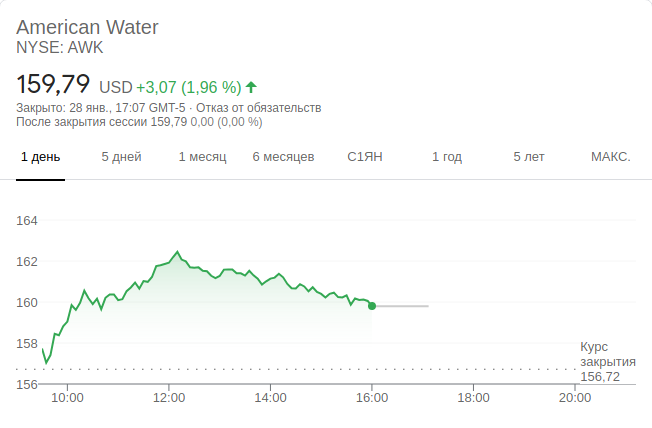 American Water
NYSE: AWK
159,79 USD +3,07 (1,96 %)
Закрыто: 28 янв., 17:07 GMT-5 · Отказ от обязательств
После закрытия сессии 159,79 0,00 (0,00 %)
1 день 5 дней 1 месяц 6 месяцев С1ЯН 1 год 5 лет МАКС.
164
162
160
158
Курс
закрытия
156,72
156
10:00 12:00 14:00 16:00 18:00 20:00